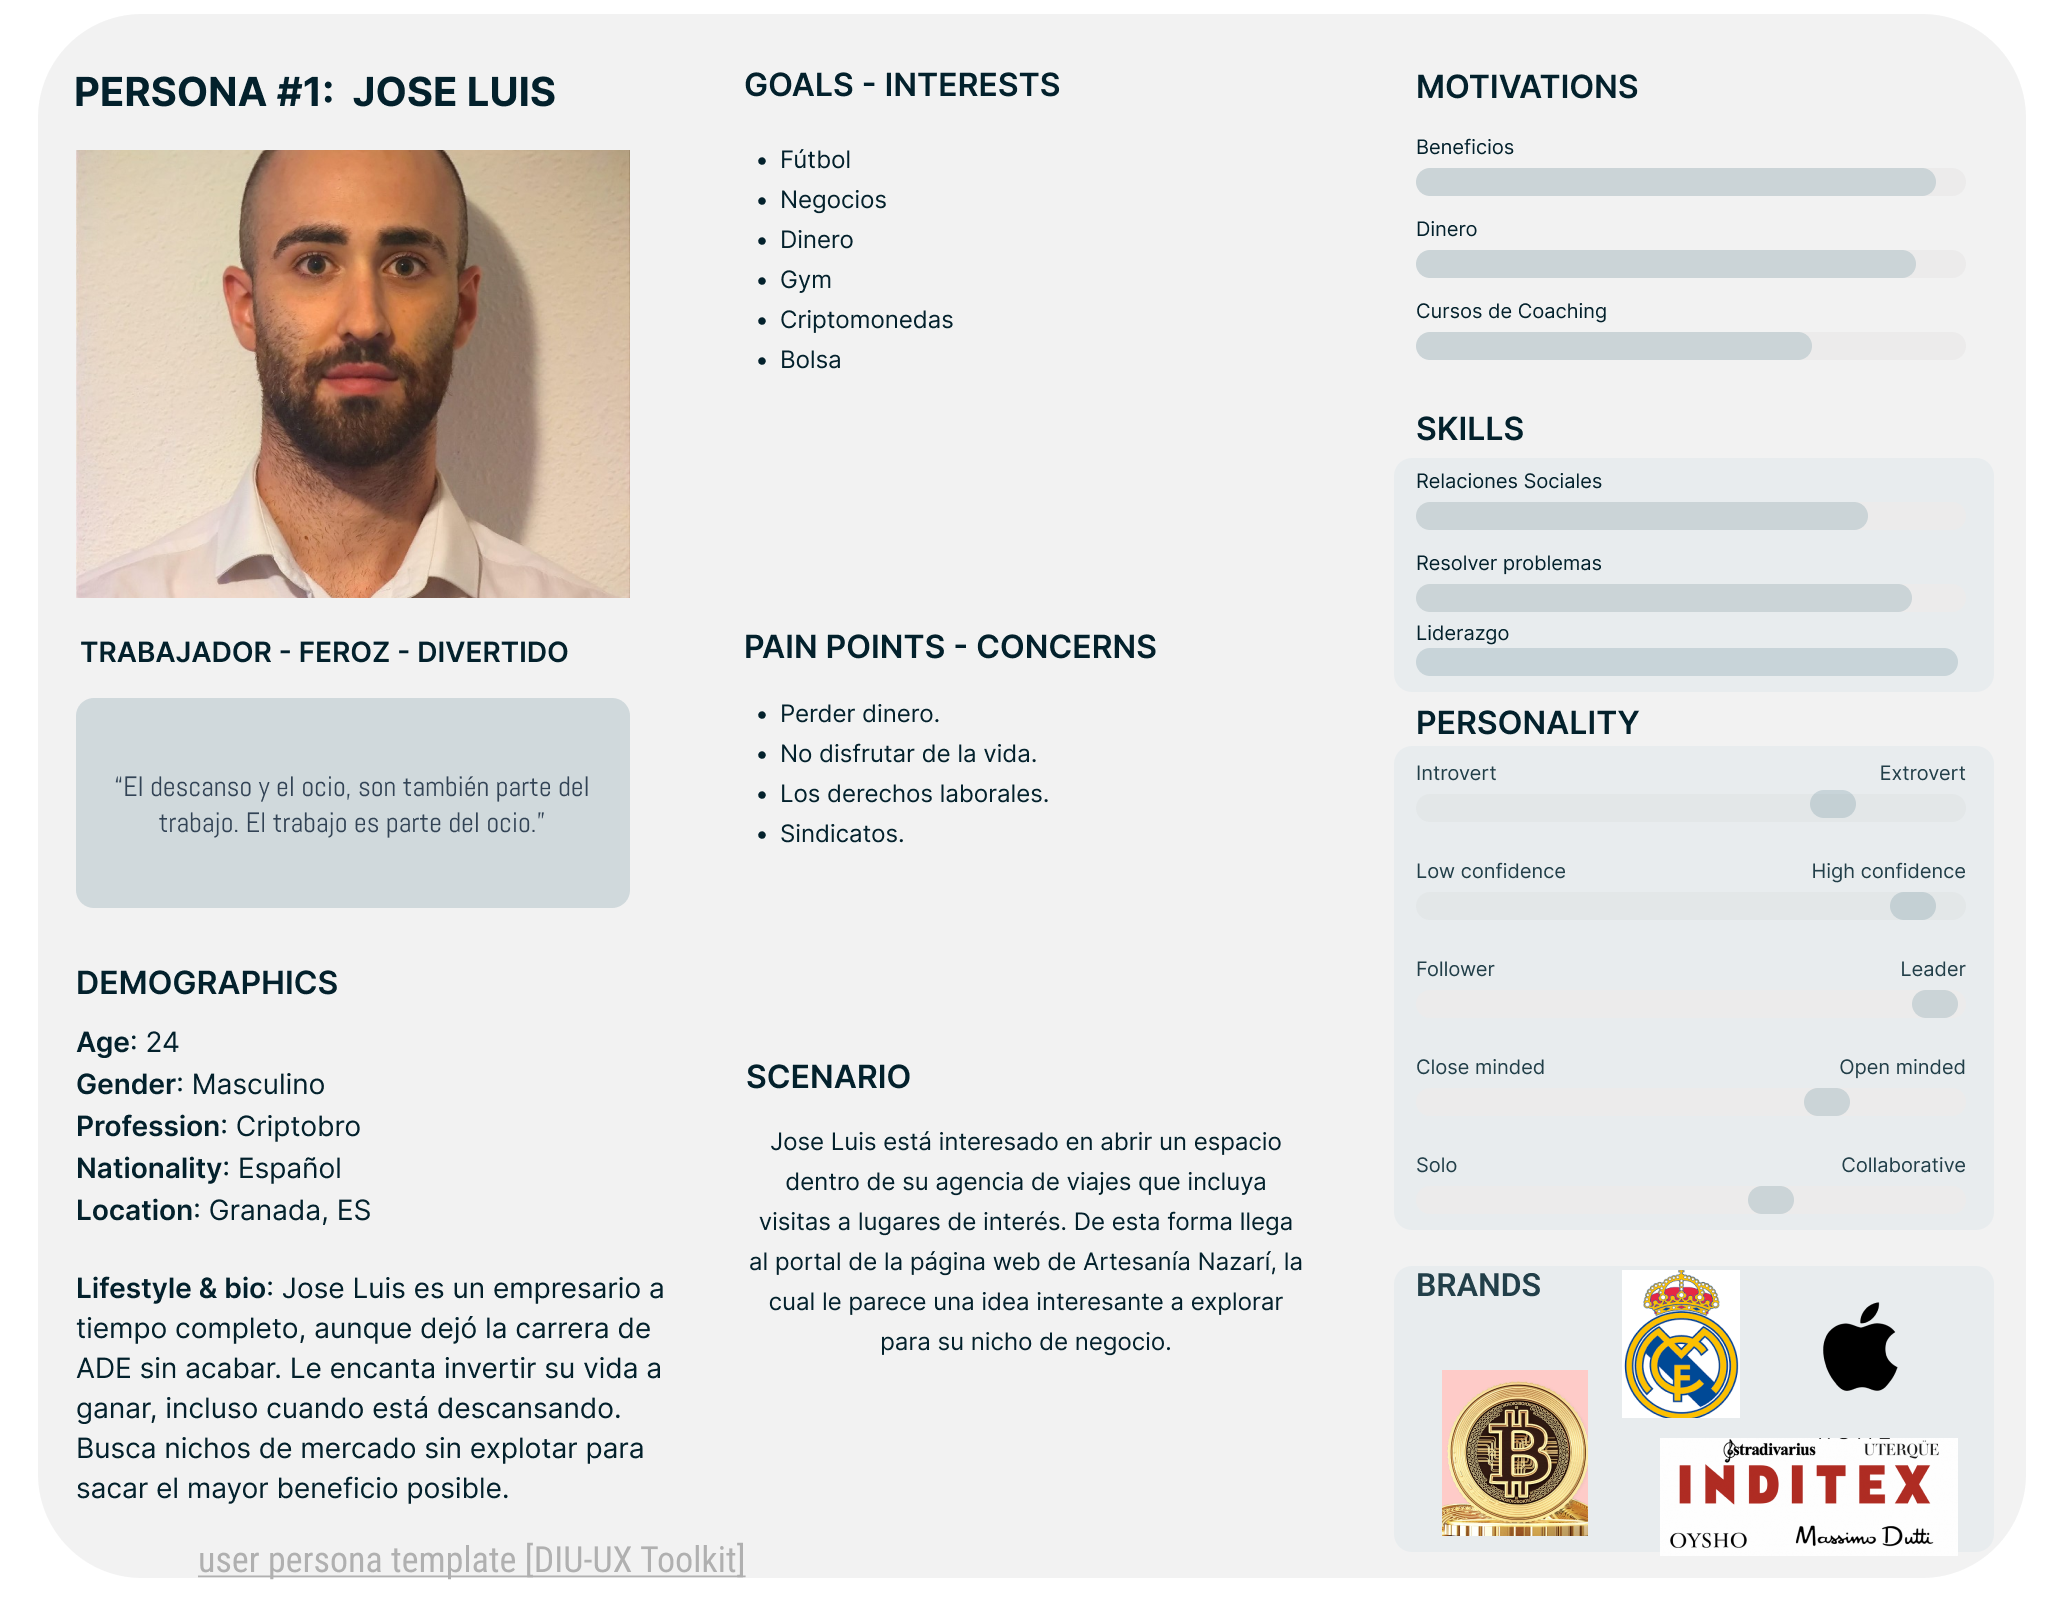 PERSONA #1: JOSE LUIS
TRABAJADOR - FEROZ - DIVERTIDO
“El descanso y el ocio, son también parte del
trabajo. El trabajo es parte del ocio.”
DEMOGRAPHICS
Age: 24
Gender: Masculino
Profession: Criptobro
Nationality: Español
Location: Granada, ES
Lifestyle & bio: Jose Luis es un empresario a
tiempo completo, aunque dejó la carrera de
ADE sin acabar. Le encanta invertir su vida a
ganar, incluso cuando está descansando.
Busca nichos de mercado sin explotar para
sacar el mayor beneficio posible.
user persona template [DIU-UX Toolkit]
GOALS - INTERESTS
• Fútbol
• Negocios
• Dinero
• Gym
• Criptomonedas
• Bolsa
PAIN POINTS - CONCERNS
• Perder dinero.
• No disfrutar de la vida.
• Los derechos laborales.
• Sindicatos.
SCENARIO
Jose Luis está interesado en abrir un espacio
dentro de su agencia de viajes que incluya
visitas a lugares de interés. De esta forma llega
al portal de la página web de Artesanía Nazarí, la
cual le parece una idea interesante a explorar
para su nicho de negocio.
MOTIVATIONS
Beneficios
Dinero
Cursos de Coaching
SKILLS
Relaciones Sociales
Resolver problemas
Liderazgo
PERSONALITY
Introvert Extrovert
Low confidence High confidence
Follower Leader
Close minded Open minded
Solo Collaborative
BRANDS
stradivarius UTERQÜE
INDITEX
OYSHO Massimo Dutti